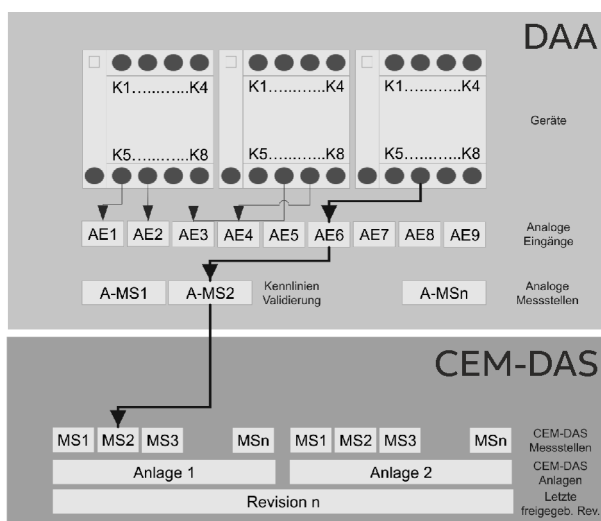 DAA
K1...........K4
K1...........K4
K1...........K4
Geräte
K5...........K8
K5...........K8
K5...........K8
AE1 AE2 AE3 AE4 AE5 AE6 AE7 AE8 AE9
Analoge
Eingänge
A-MS1 A-MS2
Kennlinien
Validierung
A-MSn
Analoge
Messstellen
CEM-DAS
MS1 MS2 MS3 MSn MS1 MS2 MS3 MSn
CEM-DAS
Messstellen
Anlage 1 Anlage 2
CEM-DAS
Anlagen
Revision n
Letzte
freigegeb. Rev.